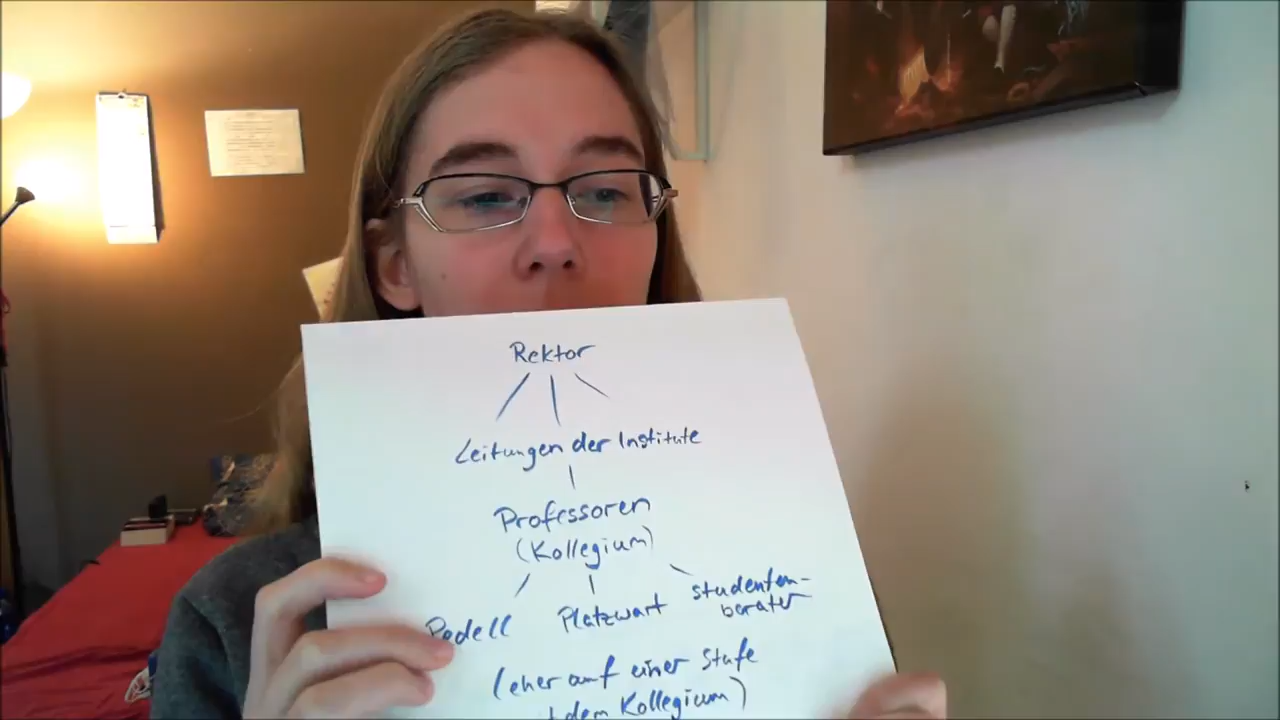 Rektor
Leitungen der Institute
Professoren
(Kollegium)
Pedell Platzwart Studenten-
berater
(eher auf einer Stufe
dem Kollegium)